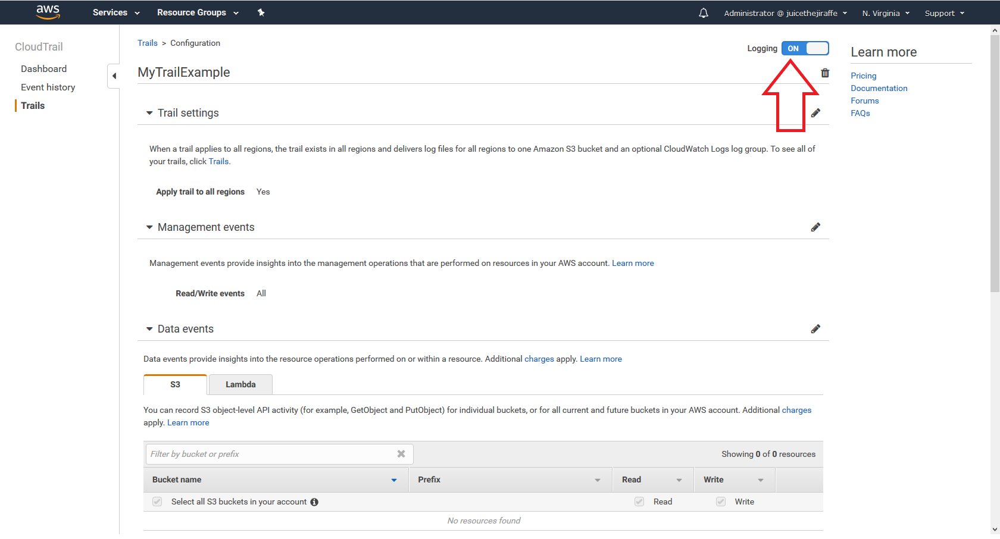 aws Services Resource Groups Administrator @ juicethejiraffe N. Virginia Support
CloudTrail
Dashboard
Event history
Trails
Trails > Configuration
Logging ON
MyTrailExample
Trail settings
When a trail applies to all regions, the trail exists in all regions and delivers log files for all regions to one Amazon S3 bucket and an optional CloudWatch Logs log group. To see all of
your trails, click Trails.
Apply trail to all regions Yes
Management events
Management events provide insights into the management operations that are performed on resources in your AWS account. Learn more
Read/Write events All
Data events
Data events provide insights into the resource operations performed on or within a resource. Additional charges apply. Learn more
S3 Lambda
You can record S3 object-level API activity (for example, GetObject and PutObject) for individual buckets, or for all current and future buckets in your AWS account. Additional charges
apply. Learn more
Filter by bucket or prefix Showing 0 of 0 resources
Bucket name Prefix Read Write
Select all S3 buckets in your account Read Write
No resources found
Learn more
Pricing
Documentation
Forums
FAQs